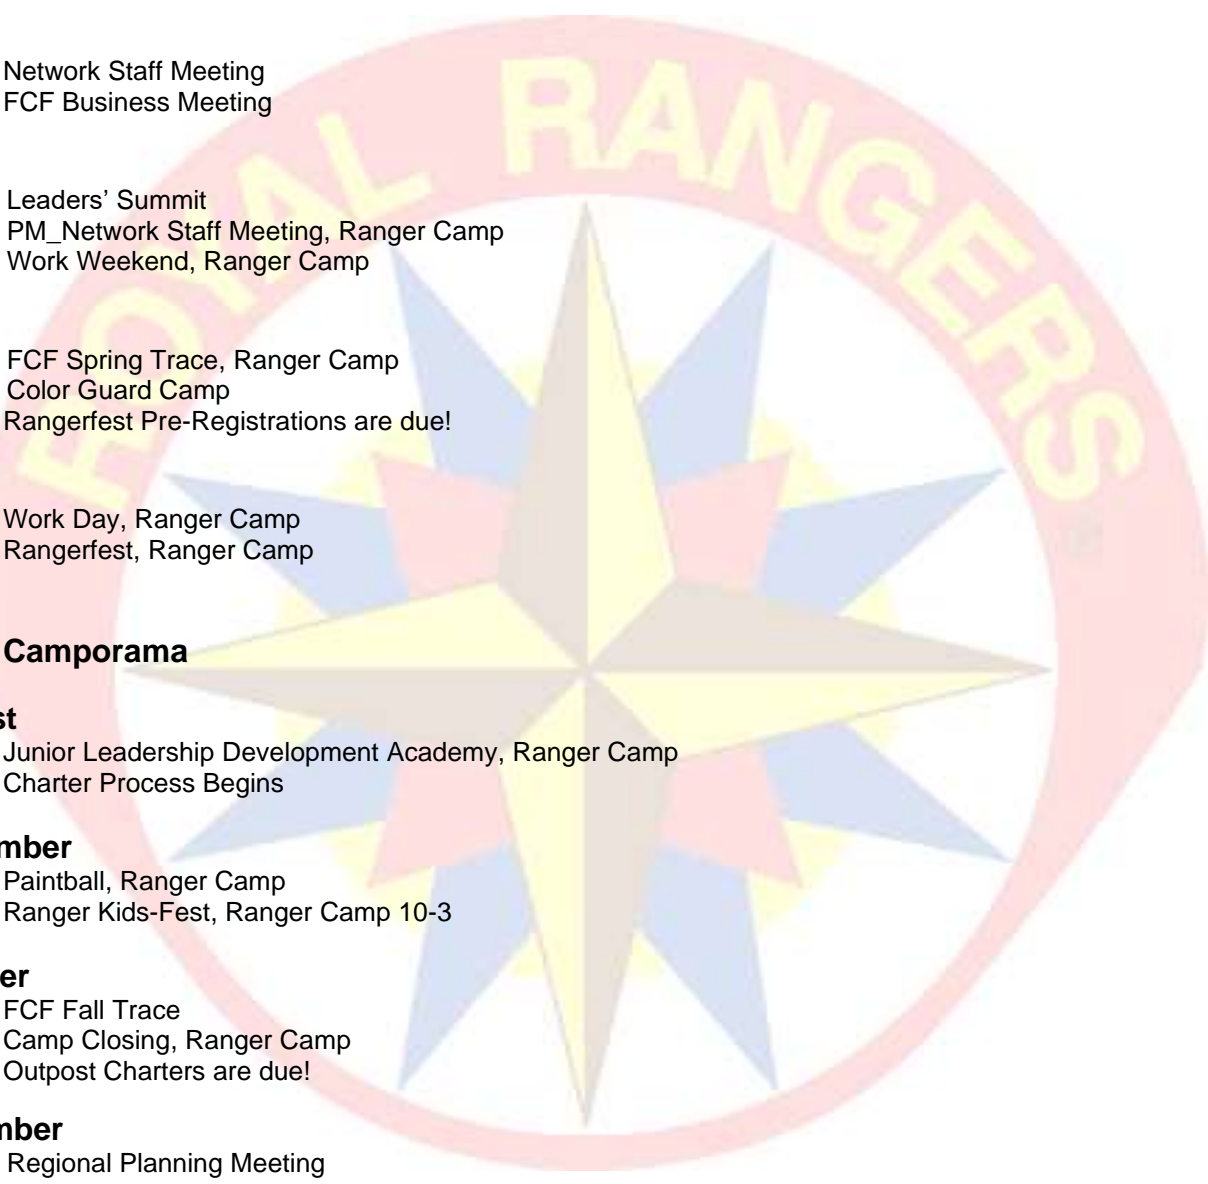 Network Staff Meeting
FCF Business Meeting
Leaders’ Summit
PM_Network Staff Meeting, Ranger Camp
Work Weekend, Ranger Camp
FCF Spring Trace, Ranger Camp
Color Guard Camp
Rangerfest Pre-Registrations are due!
Work Day, Ranger Camp
Rangerfest, Ranger Camp
Camporama
st
Junior Leadership Development Academy, Ranger Camp
Charter Process Begins
mber
Paintball, Ranger Camp
Ranger Kids-Fest, Ranger Camp 10-3
er
FCF Fall Trace
Camp Closing, Ranger Camp
Outpost Charters are due!
mber
Regional Planning Meeting
ROYAL RANGERS
®